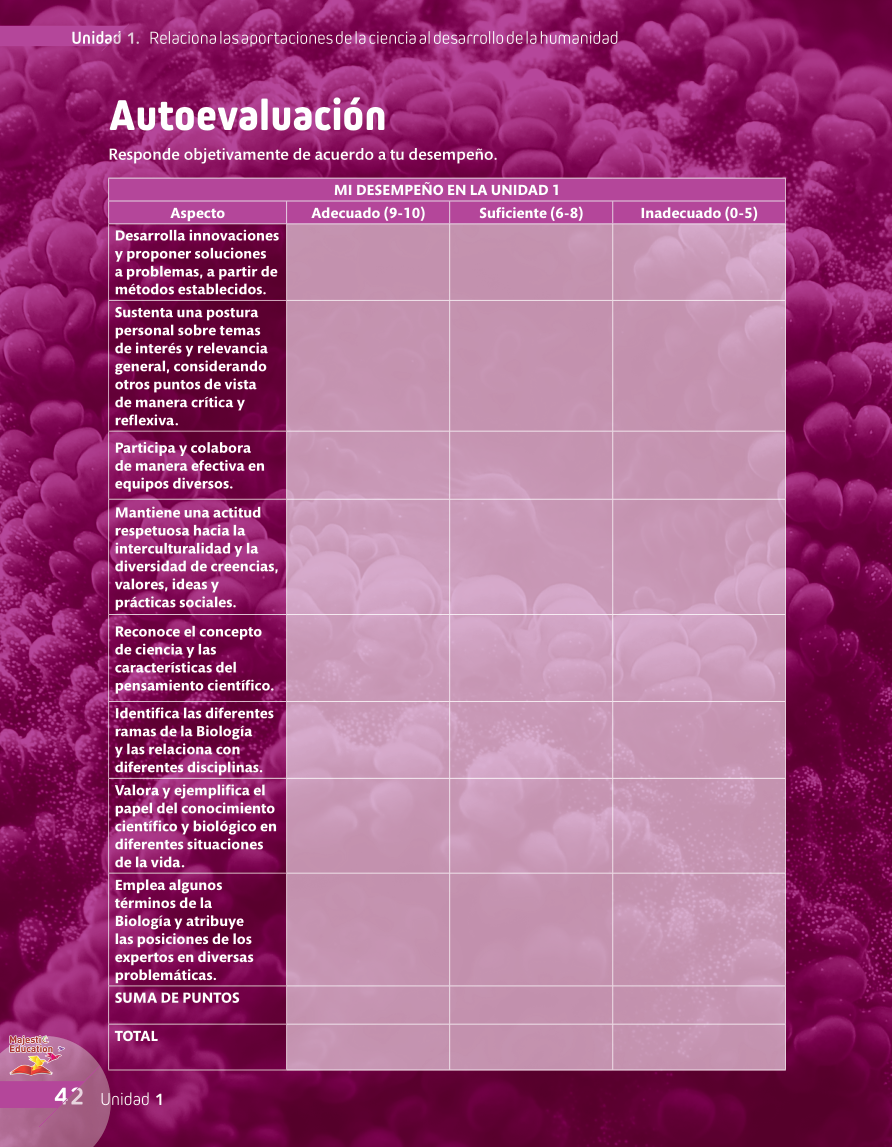 Unidad 1. Relaciona las aportaciones de la ciencia al desarrollo de la humanidad
Autoevaluación
Responde objetivamente de acuerdo a tu desempeño.
MI DESEMPEÑO EN LA UNIDAD 1
Aspecto Adecuado (9-10) Suficiente (6-8) Inadecuado (0-5)
Desarrolla innovaciones
y proponer soluciones
a problemas, a partir de
métodos establecidos.
Sustenta una postura
personal sobre temas
de interés y relevancia
general, considerando
otros puntos de vista
de manera crítica y
reflexiva.
Participa y colabora
de manera efectiva en
equipos diversos.
Mantiene una actitud
respetuosa hacia la
interculturalidad y la
diversidad de creencias,
valores, ideas y
prácticas sociales.
Reconoce el concepto
de ciencia y las
características del
pensamiento científico.
Identifica las diferentes
ramas de la Biología
y las relaciona con
diferentes disciplinas.
Valora y ejemplifica el
papel del conocimiento
científico y biológico en
diferentes situaciones
de la vida.
Emplea algunos
términos de la
Biología y atribuye
las posiciones de los
expertos en diversas
problemáticas.
SUMA DE PUNTOS
TOTAL
Majestic
Education
42 Unidad 1